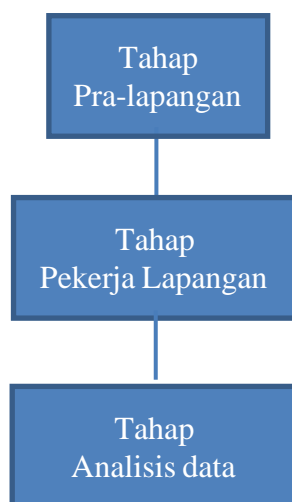 Tahap
Pra-lapangan
Tahap
Pekerja Lapangan
Tahap
Analisis data